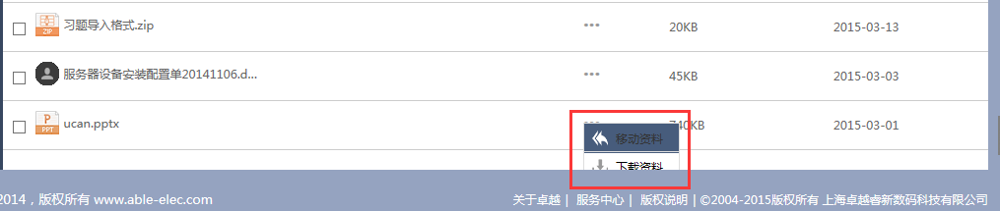 习题导入格式.zip ••• 20KB 2015-03-13
ZIP
服务器设备安装配置单20141106.d... ••• 45KB 2015-03-03
ucan.pptx 740KB 2015-03-01
P
PPT
移动资料
下载资料
2014，版权所有 www.able-elec.com 关于卓越 | 服务中心 | 版权说明 | ©2004-2015版权所有 上海卓越睿新数码科技有限公司